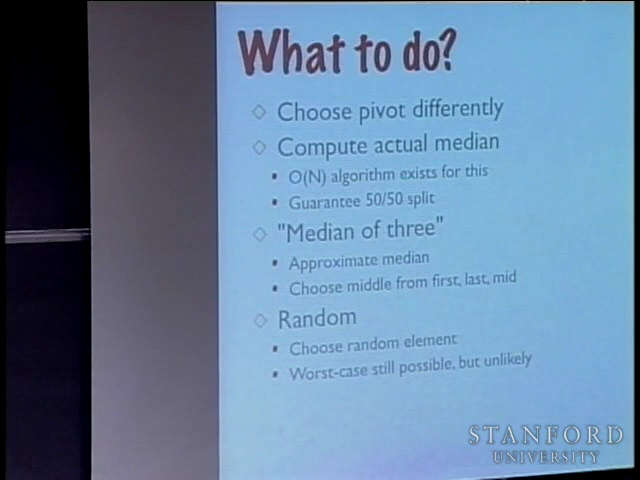 What to do?
Choose pivot differently
Compute actual median
O(N) algorithm exists for this
Guarantee 50/50 split
"Median of three"
Approximate median
Choose middle from first, last, mid
Random
Choose random element
Worst-case still possible, but unlikely
STANFORD
UNIVERSITY